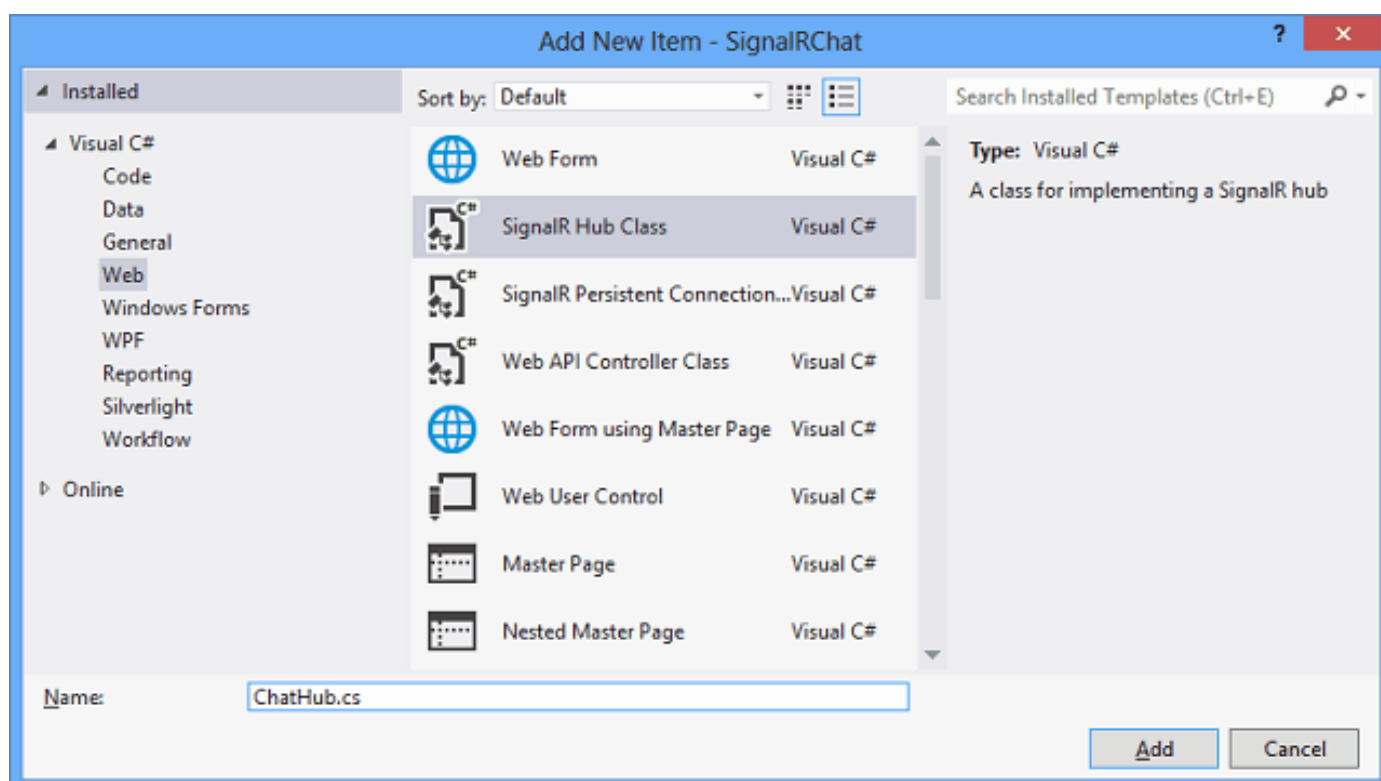 Add New Item - SignalRChat
?
Installed
Sort by: Default
Search Installed Templates (Ctrl+E)
Visual C#
Code
Data
General
Web
Windows Forms
WPF
Reporting
Silverlight
Workflow
Online
Web Form Visual C#
C# SignalR Hub Class Visual C#
C# SignalR Persistent Connection...Visual C#
C# Web API Controller Class Visual C#
Web Form using Master Page Visual C#
Web User Control Visual C#
Master Page Visual C#
Nested Master Page Visual C#
Type: Visual C#
A class for implementing a SignalR hub
Name: ChatHub.cs
Add Cancel